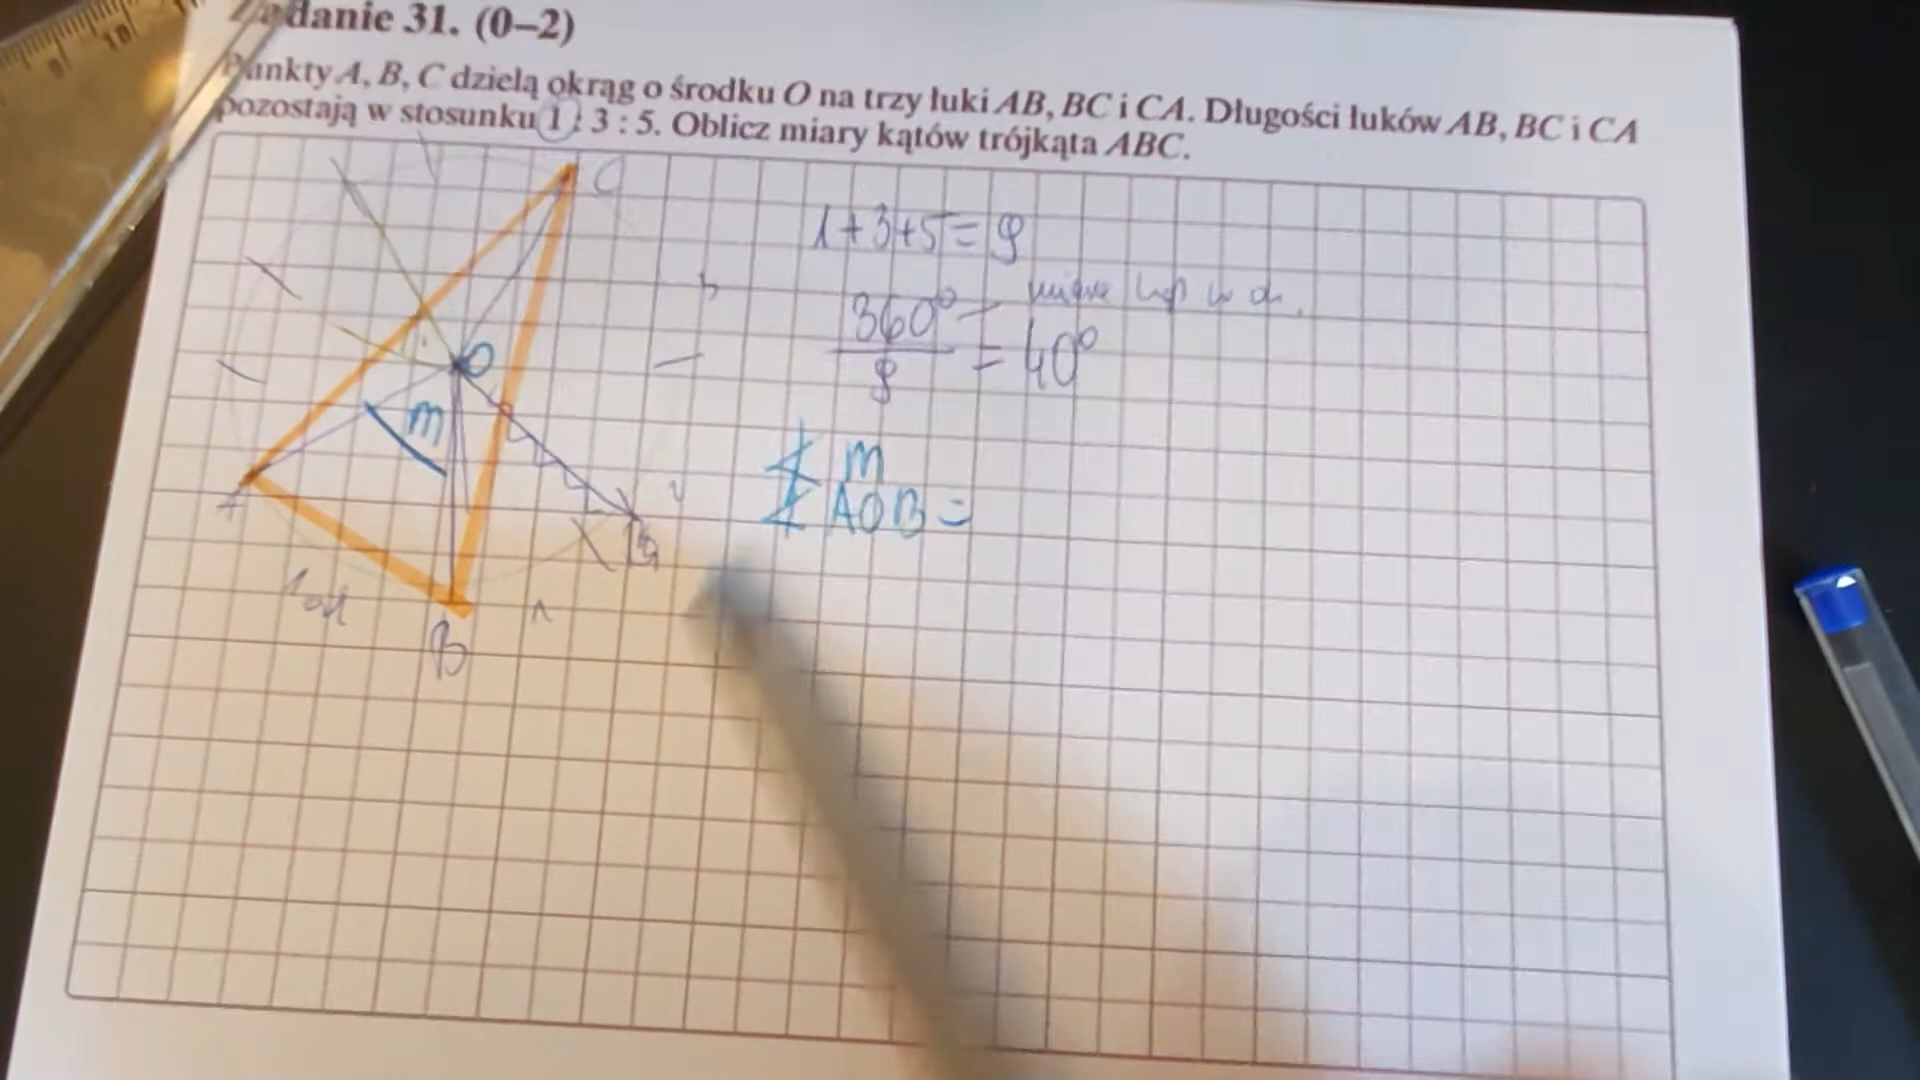 Zadanie 31. (0–2)
Punkty A, B, C dzielą okrąg o środku O na trzy łuki AB, BC i CA. Długości łuków AB, BC i CA
pozostają w stosunku 1 : 3 : 5. Oblicz miary kątów trójkąta ABC.
C
1+3+5=9
360°
9
= 40°
O
m
∡ m
∡ AOB =
A
B